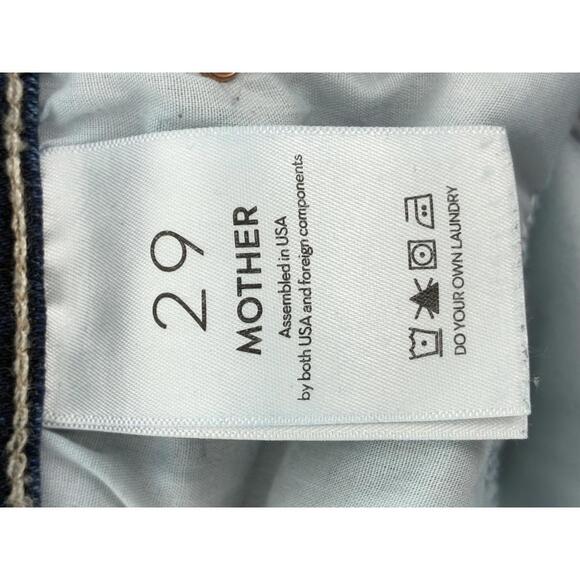 29
MOTHER
Assembled in USA
by both USA and foreign components
DO YOUR OWN LAUNDRY